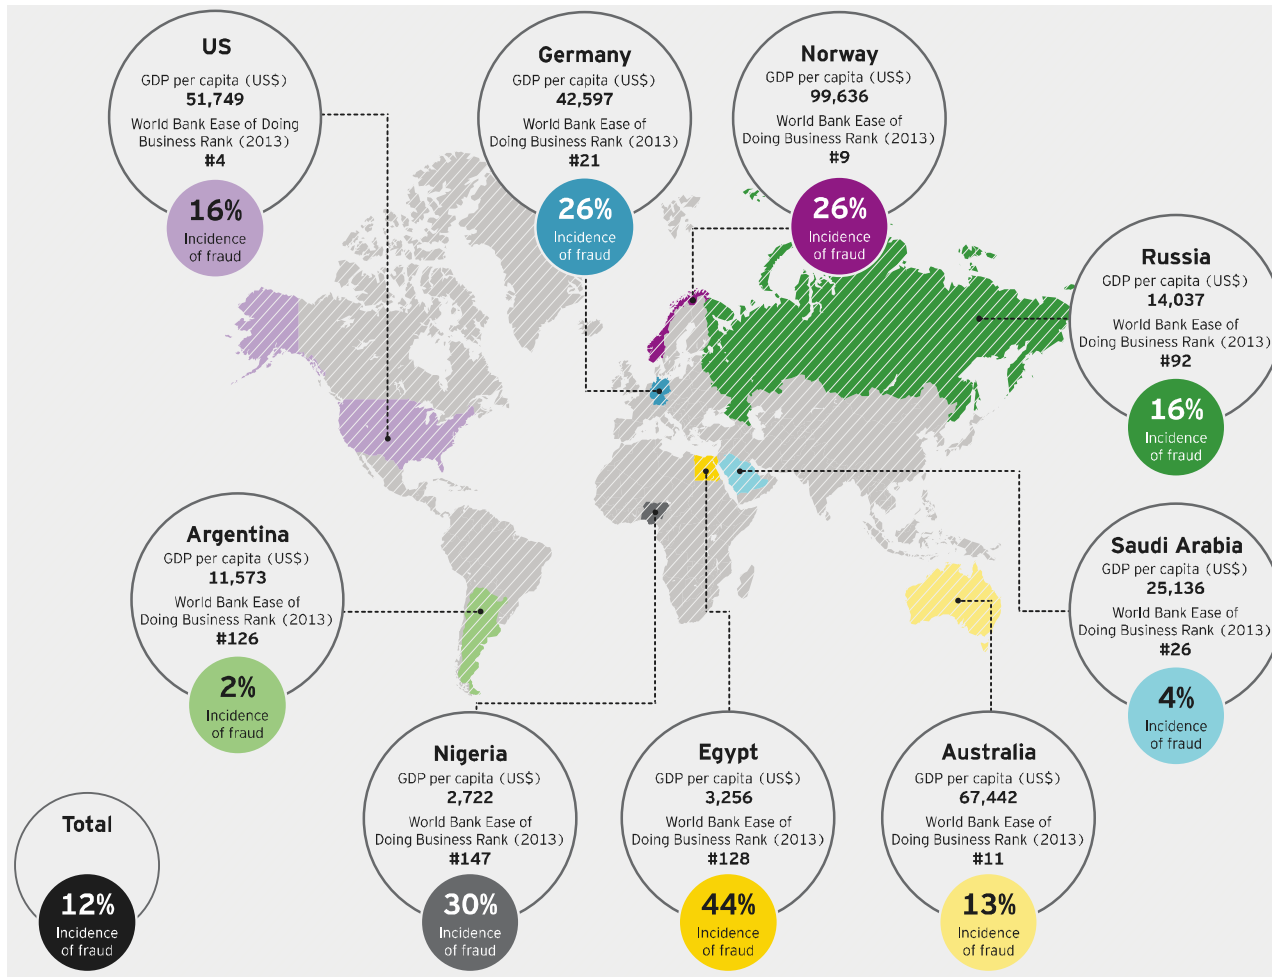 US
GDP per capita (US$)
51,749
World Bank Ease of Doing
Business Rank (2013)
#4
16%
Incidence
of fraud
Germany
GDP per capita (US$)
42,597
World Bank Ease of
Doing Business Rank (2013)
#21
26%
Incidence
of fraud
Norway
GDP per capita (US$)
99,636
World Bank Ease of
Doing Business Rank (2013)
#9
26%
Incidence
of fraud
Russia
GDP per capita (US$)
14,037
World Bank Ease of
Doing Business Rank (2013)
#92
16%
Incidence
of fraud
Argentina
GDP per capita (US$)
11,573
World Bank Ease of
Doing Business Rank (2013)
#126
2%
Incidence
of fraud
Saudi Arabia
GDP per capita (US$)
25,136
World Bank Ease of
Doing Business Rank (2013)
#26
4%
Incidence
of fraud
Nigeria
GDP per capita (US$)
2,722
World Bank Ease of
Doing Business Rank (2013)
#147
30%
Incidence
of fraud
Egypt
GDP per capita (US$)
3,256
World Bank Ease of
Doing Business Rank (2013)
#128
44%
Incidence
of fraud
Australia
GDP per capita (US$)
67,442
World Bank Ease of
Doing Business Rank (2013)
#11
13%
Incidence
of fraud
Total
12%
Incidence
of fraud